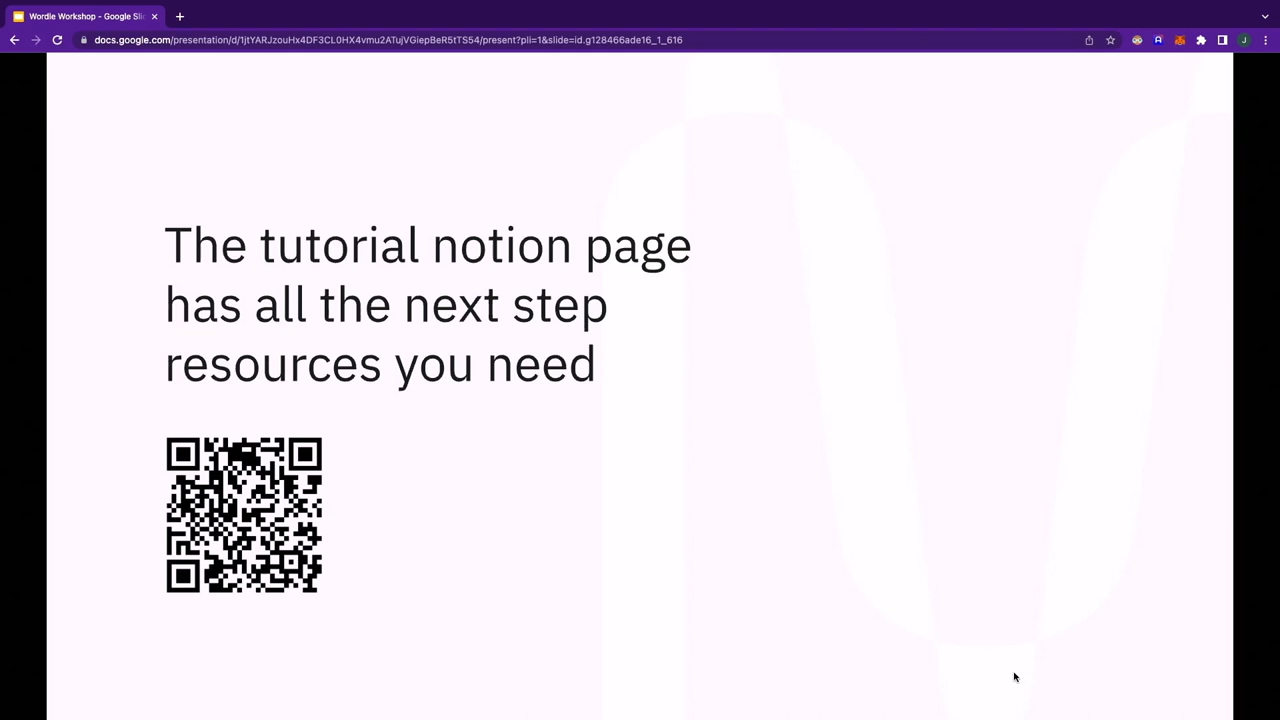 Wordle Workshop - Google Sli
docs.google.com/presentation/d/1jtYARJzouHx4DF3CL0HX4vmu2ATujVGiepBeR5tTS54/present?pli=1&slide=id.g128466ade16_1_616
J
The tutorial notion page
has all the next step
resources you need